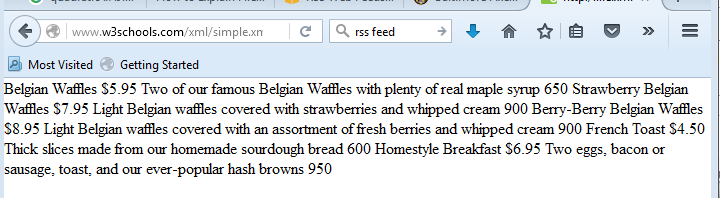 www.w3schools.com/xml/simple.xm
rss feed
Most Visited Getting Started
Belgian Waffles $5.95 Two of our famous Belgian Waffles with plenty of real maple syrup 650 Strawberry Belgian
Waffles $7.95 Light Belgian waffles covered with strawberries and whipped cream 900 Berry-Berry Belgian Waffles
$8.95 Light Belgian waffles covered with an assortment of fresh berries and whipped cream 900 French Toast $4.50
Thick slices made from our homemade sourdough bread 600 Homestyle Breakfast $6.95 Two eggs, bacon or
sausage, toast, and our ever-popular hash browns 950